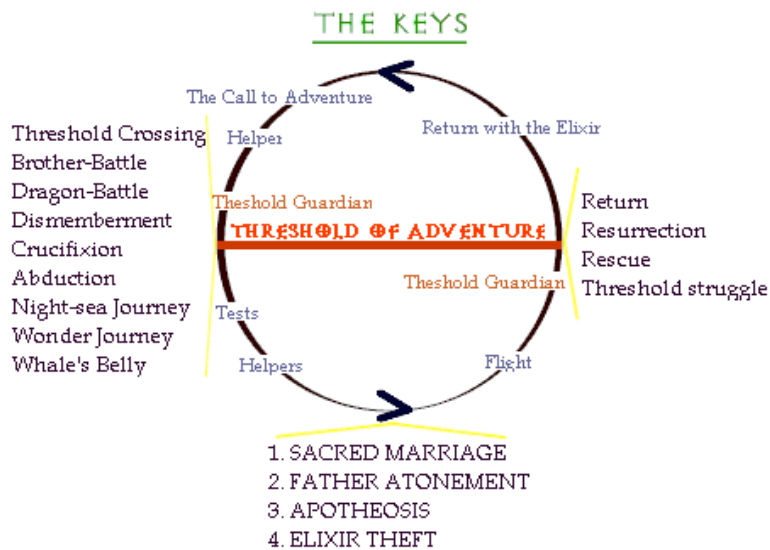 THE KEYS
The Call to Adventure
Return with the Elixir
Helper
Threshold Crossing
Brother-Battle
Dragon-Battle
Dismemberment
Crucifixion
Abduction
Night-sea Journey
Wonder Journey
Whale's Belly
Theshold Guardian
THRESHOLD OF ADVENTURE
Theshold Guardian
Return
Resurrection
Rescue
Threshold struggle
Tests
Helpers
Flight
1. SACRED MARRIAGE
2. FATHER ATONEMENT
3. APOTHEOSIS
4. ELIXIR THEFT